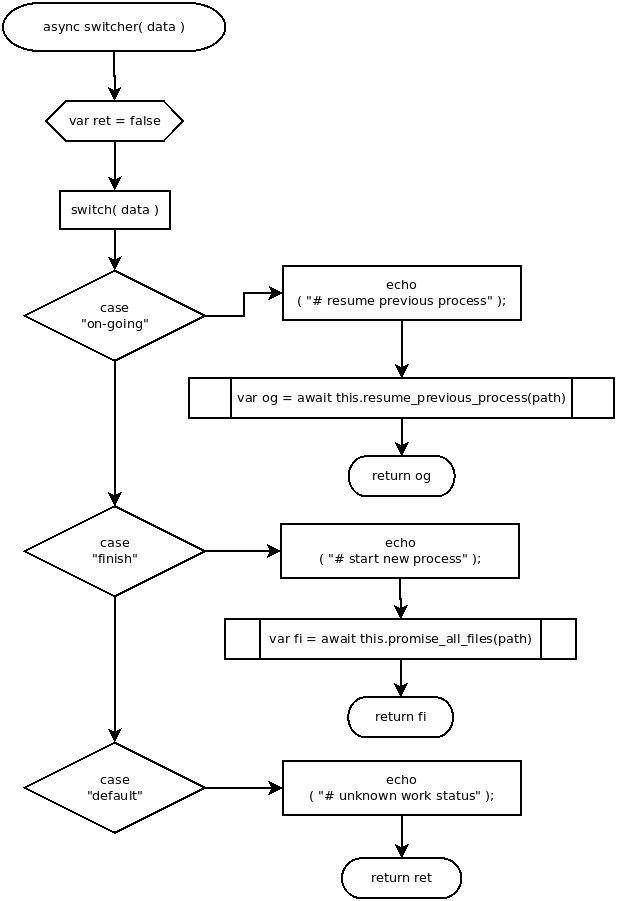 async switcher( data )
var ret = false
switch( data )
case
"on-going"
echo
( "# resume previous process" );
var og = await this.resume_previous_process(path)
return og
case
"finish"
echo
( "# start new process" );
var fi = await this.promise_all_files(path)
return fi
case
"default"
echo
( "# unknown work status" );
return ret